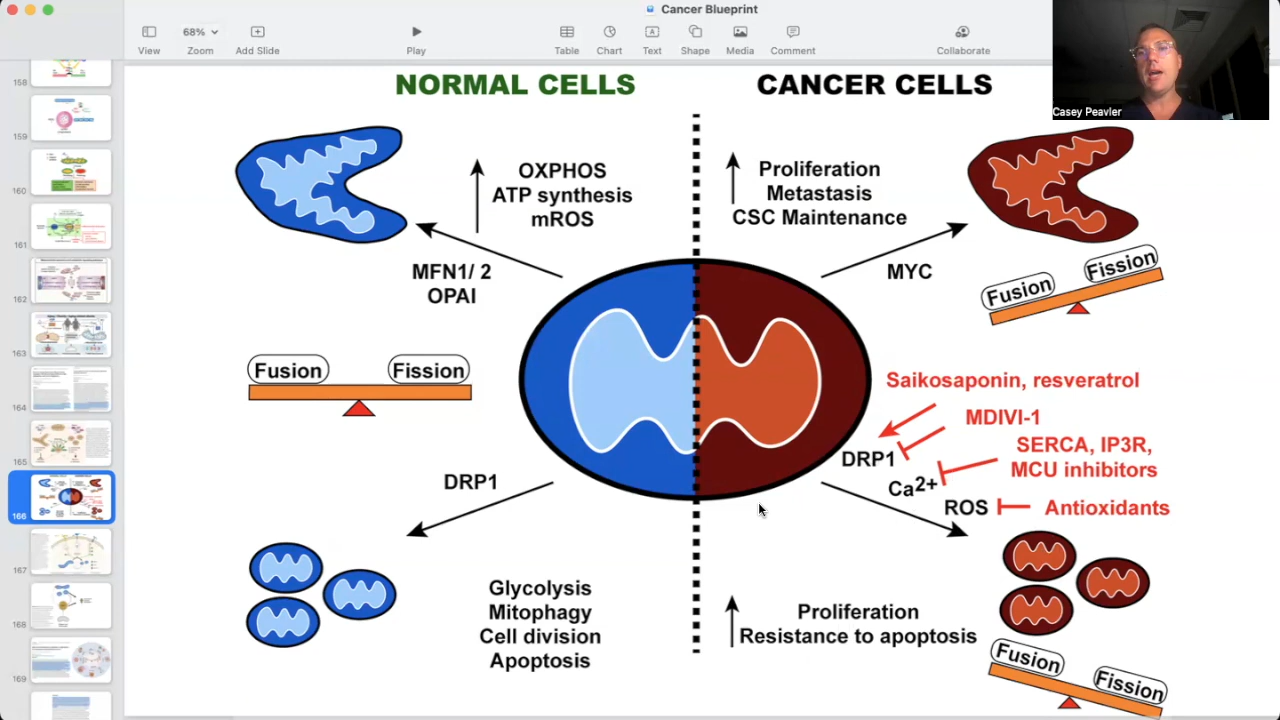 Cancer Blueprint
68%
View
Zoom
Add Slide
Play
Table
Chart
Text
Shape
Media
Comment
Collaborate
Casey Peavler
158
159
160
161
162
163
164
165
166
167
168
169
NORMAL CELLS
CANCER CELLS
OXPHOS
ATP synthesis
mROS
Proliferation
Metastasis
CSC Maintenance
MFN1/ 2
OPAI
MYC
Fusion
Fission
Fusion
Fission
Saikosaponin, resveratrol
MDIVI-1
SERCA, IP3R,
MCU inhibitors
DRP1
Ca2+
ROS
Antioxidants
DRP1
Glycolysis
Mitophagy
Cell division
Apoptosis
Proliferation
Resistance to apoptosis
Fusion
Fission